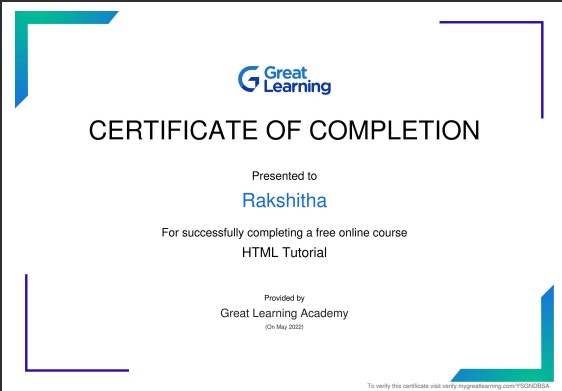 Great
Learning
CERTIFICATE OF COMPLETION
Presented to
Rakshitha
For successfully completing a free online course
HTML Tutorial
Provided by
Great Learning Academy
(On May 2022)
To verify this certificate visit verify.mygreatlearning.com/YSGNDBSA